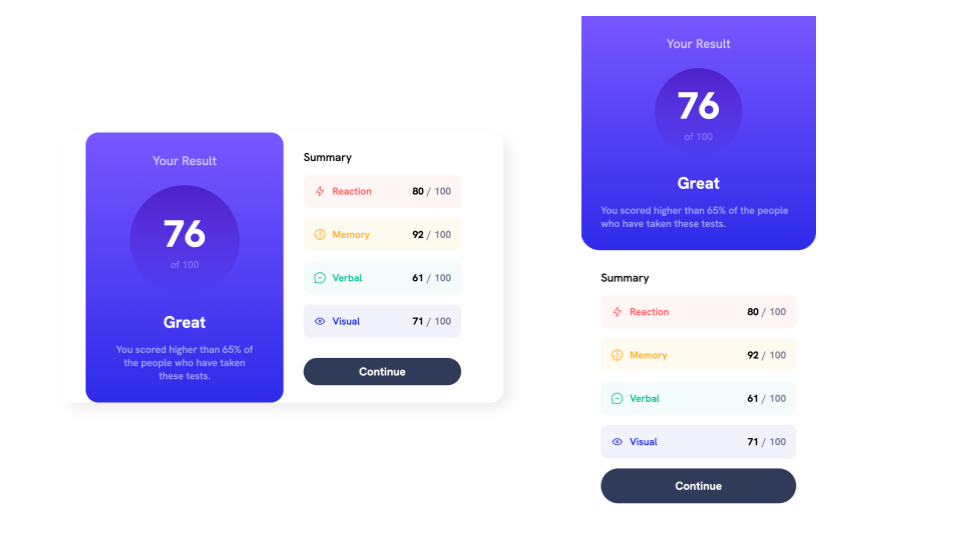 Your Result
76
of 100
Great
You scored higher than 65% of
the people who have taken
these tests.
Summary
Reaction 80 / 100
Memory 92 / 100
Verbal 61 / 100
Visual 71 / 100
Continue
Your Result
76
of 100
Great
You scored higher than 65% of the people
who have taken these tests.
Summary
Reaction 80 / 100
Memory 92 / 100
Verbal 61 / 100
Visual 71 / 100
Continue